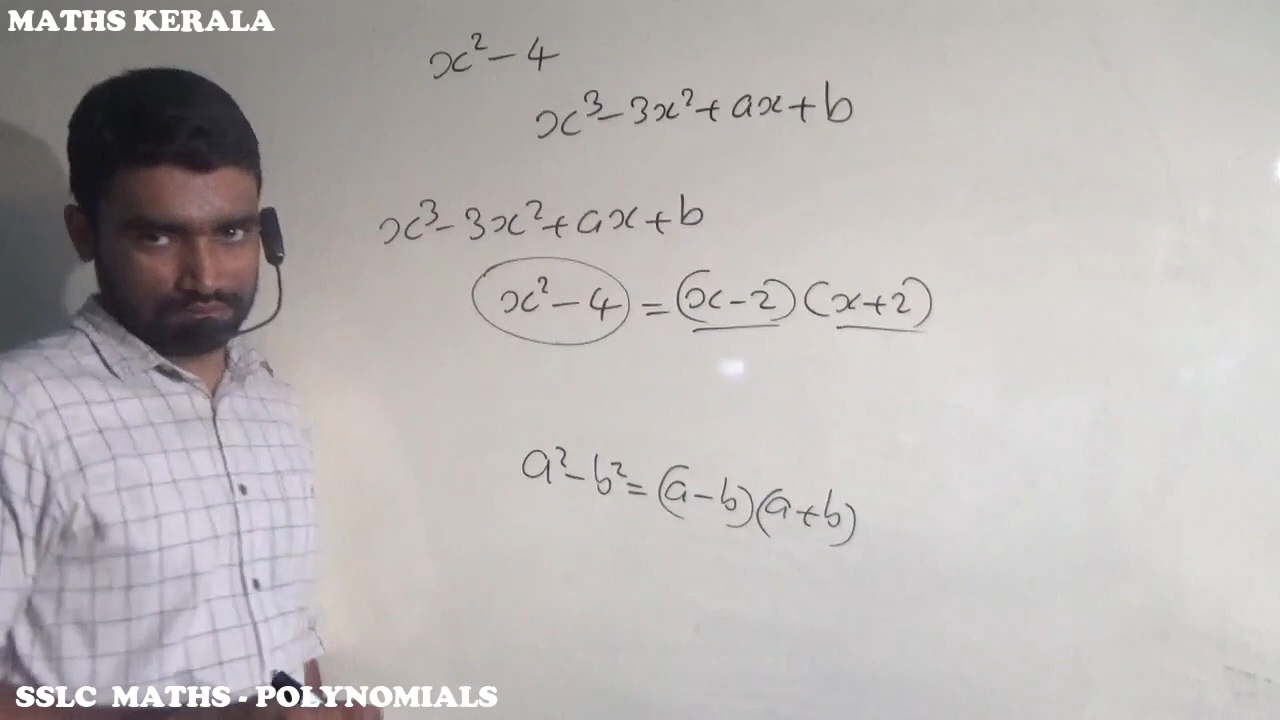 MATHS KERALA
x² - 4
x³ - 3x² + ax + b
x³ - 3x² + ax + b
x² - 4 = (x - 2) (x + 2)
a² - b² = (a - b)(a + b)
SSLC MATHS - POLYNOMIALS